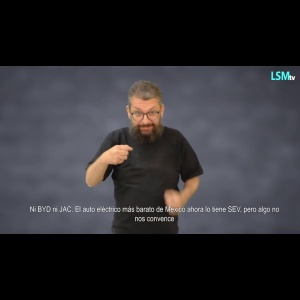 LSMtv
Ni BYD ni JAC. El auto eléctrico más barato de México ahora lo tiene SEV, pero algo no
nos convence